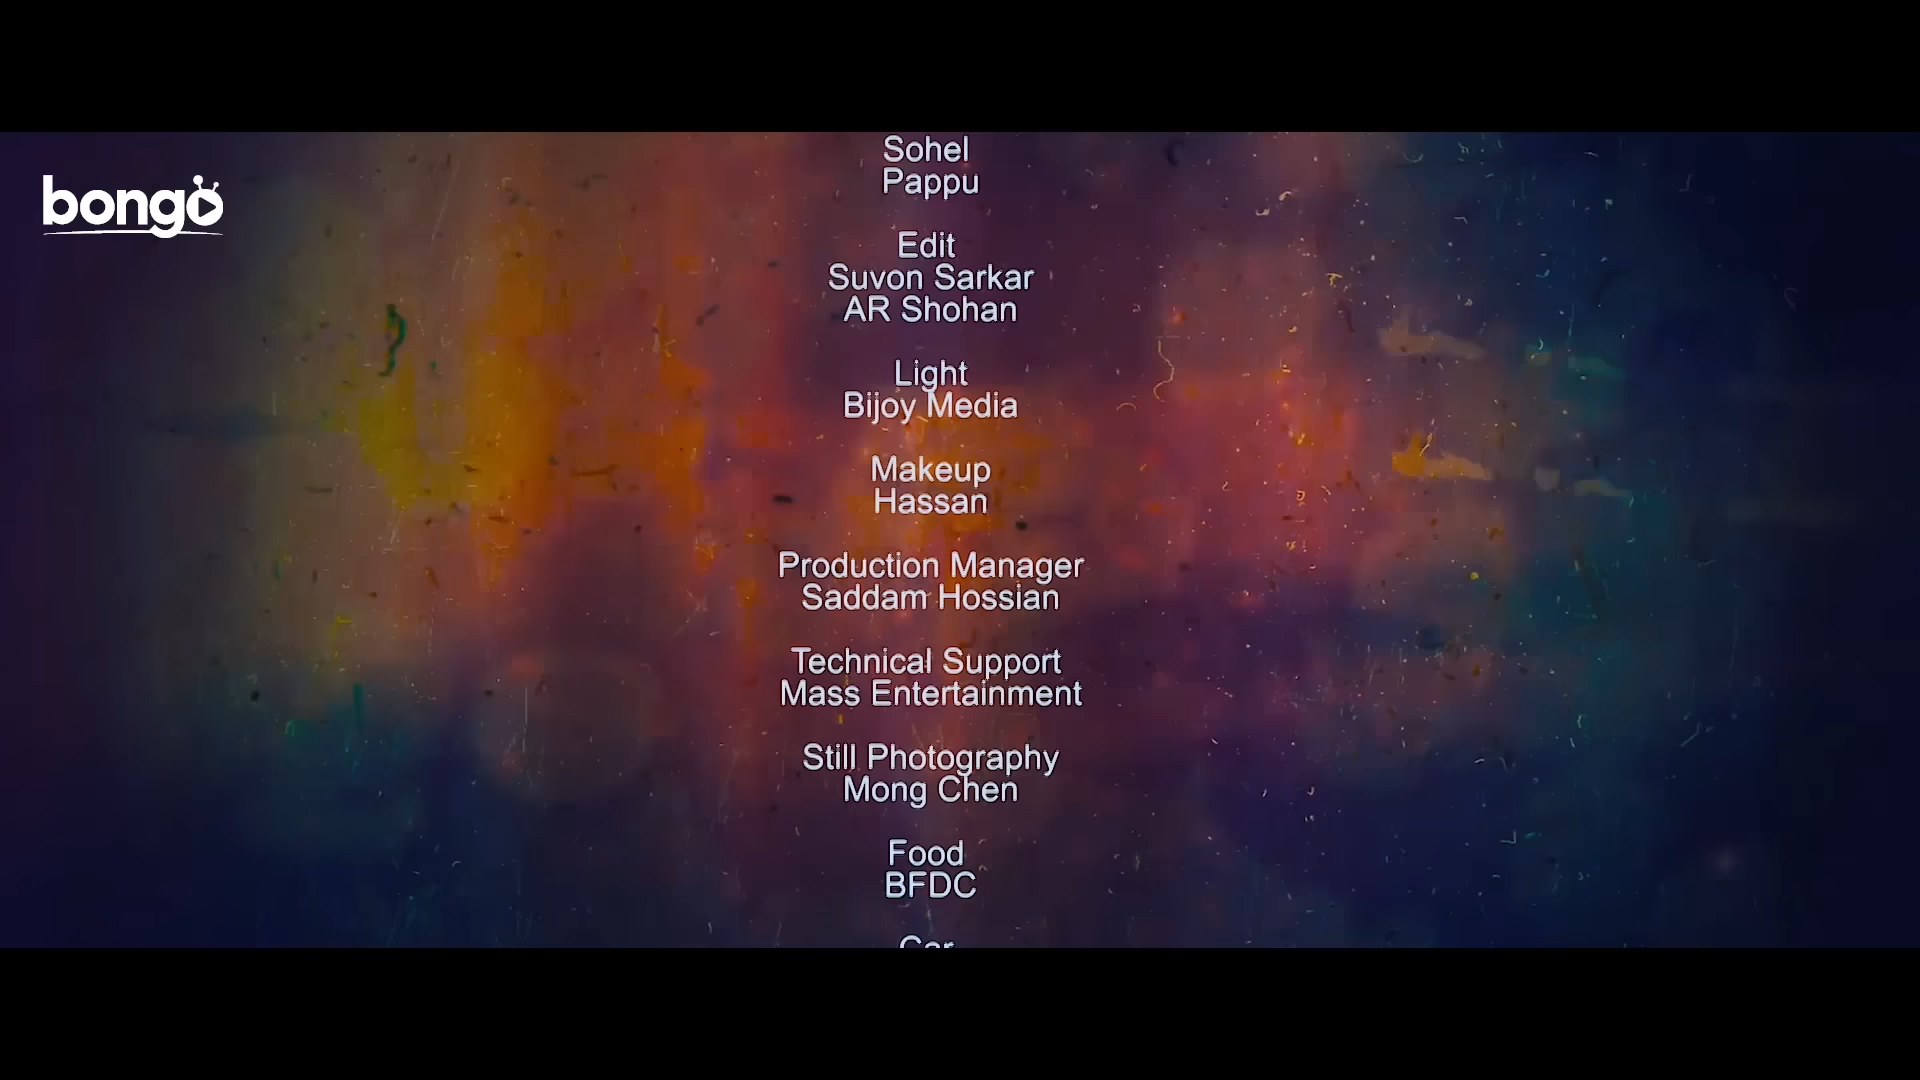 bongo
Sohel
Pappu
Edit
Suvon Sarkar
AR Shohan
Light
Bijoy Media
Makeup
Hassan
Production Manager
Saddam Hossian
Technical Support
Mass Entertainment
Still Photography
Mong Chen
Food
BFDC
Car